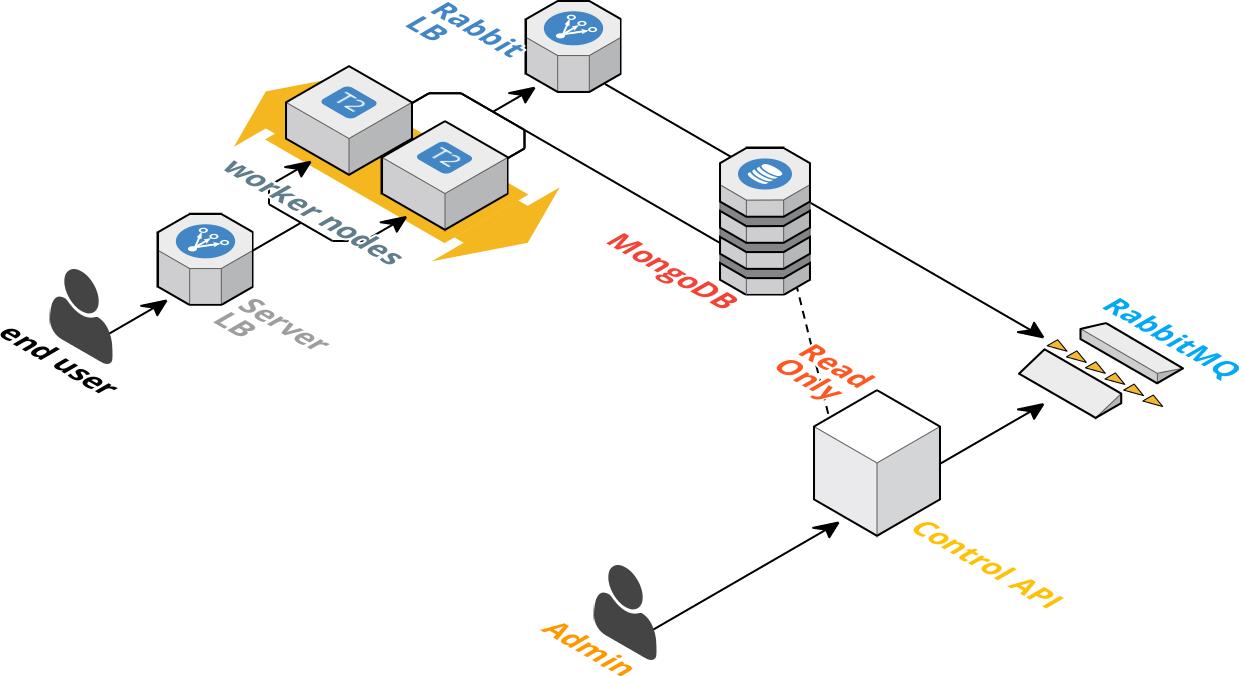 Rabbit
LB
T2
T2
worker nodes
Server
LB
end user
MongoDB
RabbitMQ
Read
Only
Control API
Admin